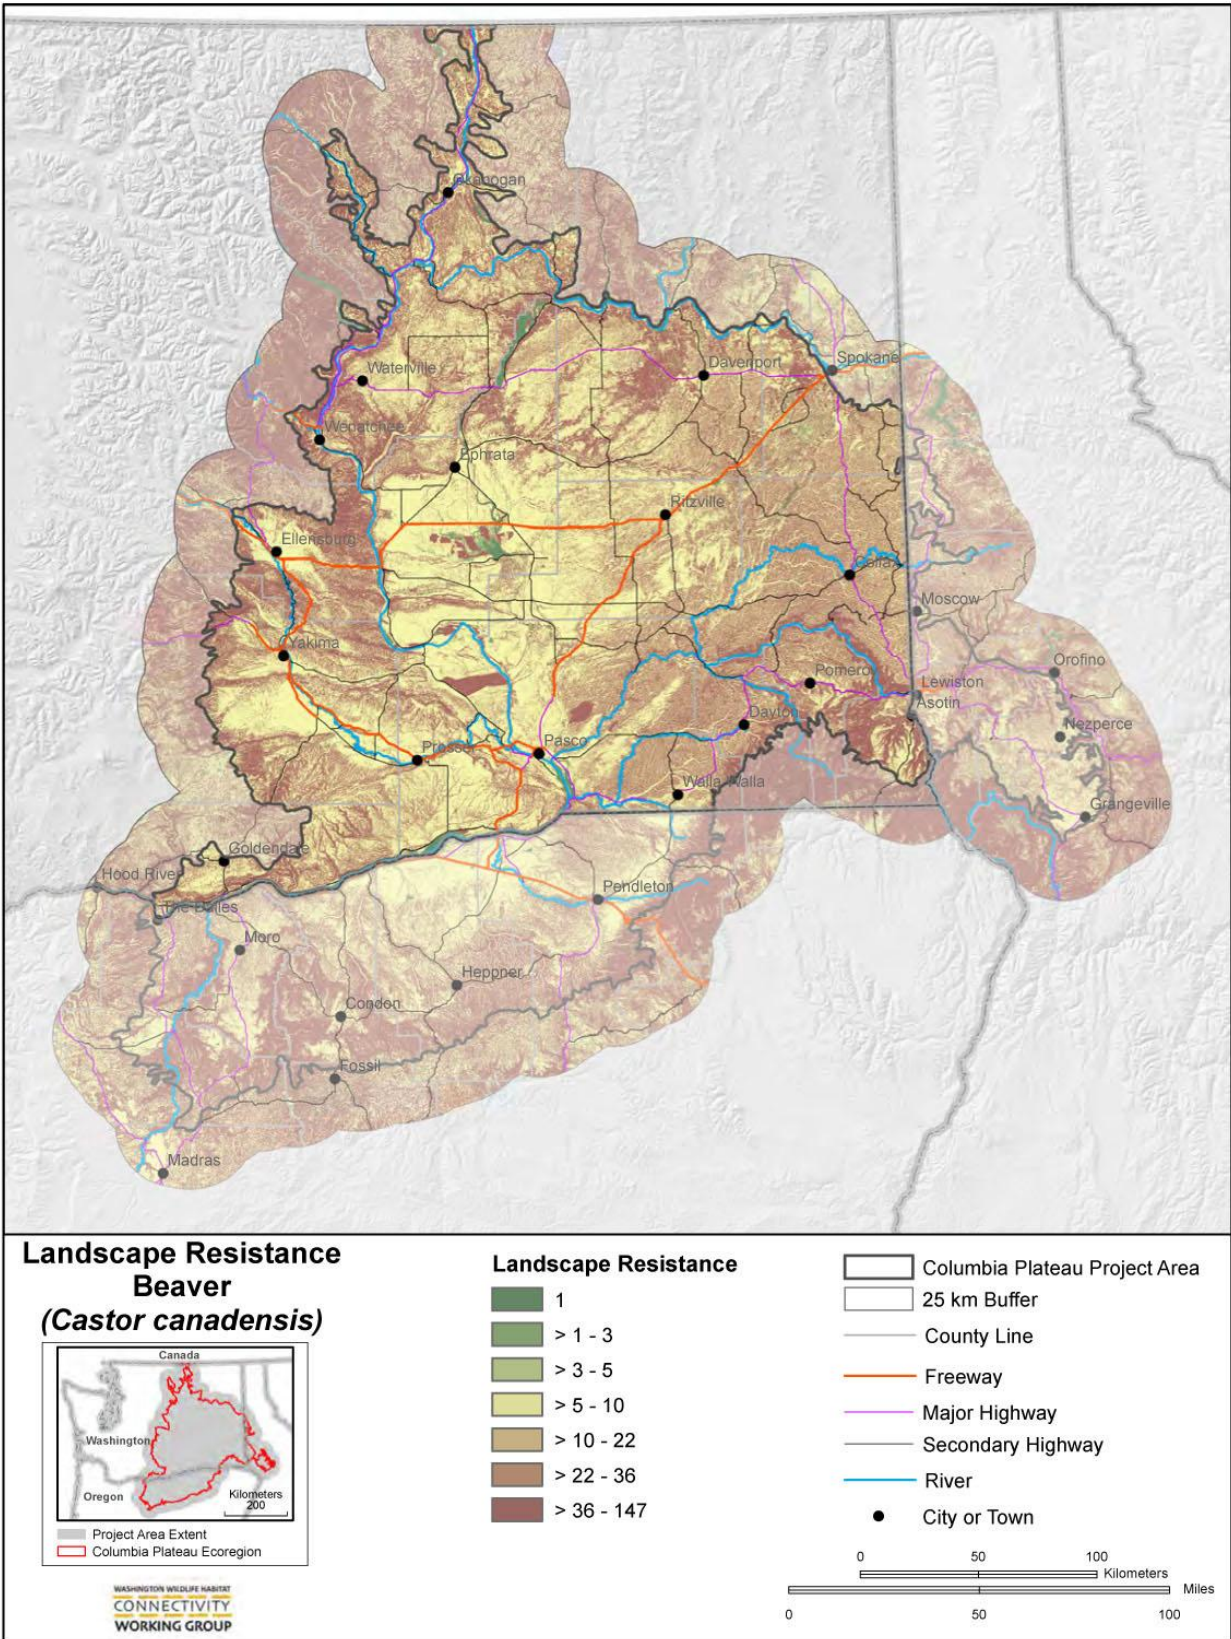 Okanogan
Waterville
Davenport
Spokane
Wenatchee
Ephrata
Ritzville
Ellensburg
Colfax
Moscow
Yakima
Orofino
Pomeroy
Lewiston
Asotin
Dayton
Nezperce
Prosser
Pasco
Walla Walla
Grangeville
Goldendale
Hood River
Pendleton
The Dalles
Moro
Heppner
Condon
Fossil
Madras
Landscape Resistance
Beaver
(Castor canadensis)
Canada
Washington
Oregon
Kilometers
200
Project Area Extent
Columbia Plateau Ecoregion
WASHINGTON WILDLIFE HABITAT
CONNECTIVITY
WORKING GROUP
Landscape Resistance
1
> 1 - 3
> 3 - 5
> 5 - 10
> 10 - 22
> 22 - 36
> 36 - 147
Columbia Plateau Project Area
25 km Buffer
County Line
Freeway
Major Highway
Secondary Highway
River
City or Town
0 50 100
Kilometers
Miles
0 50 100